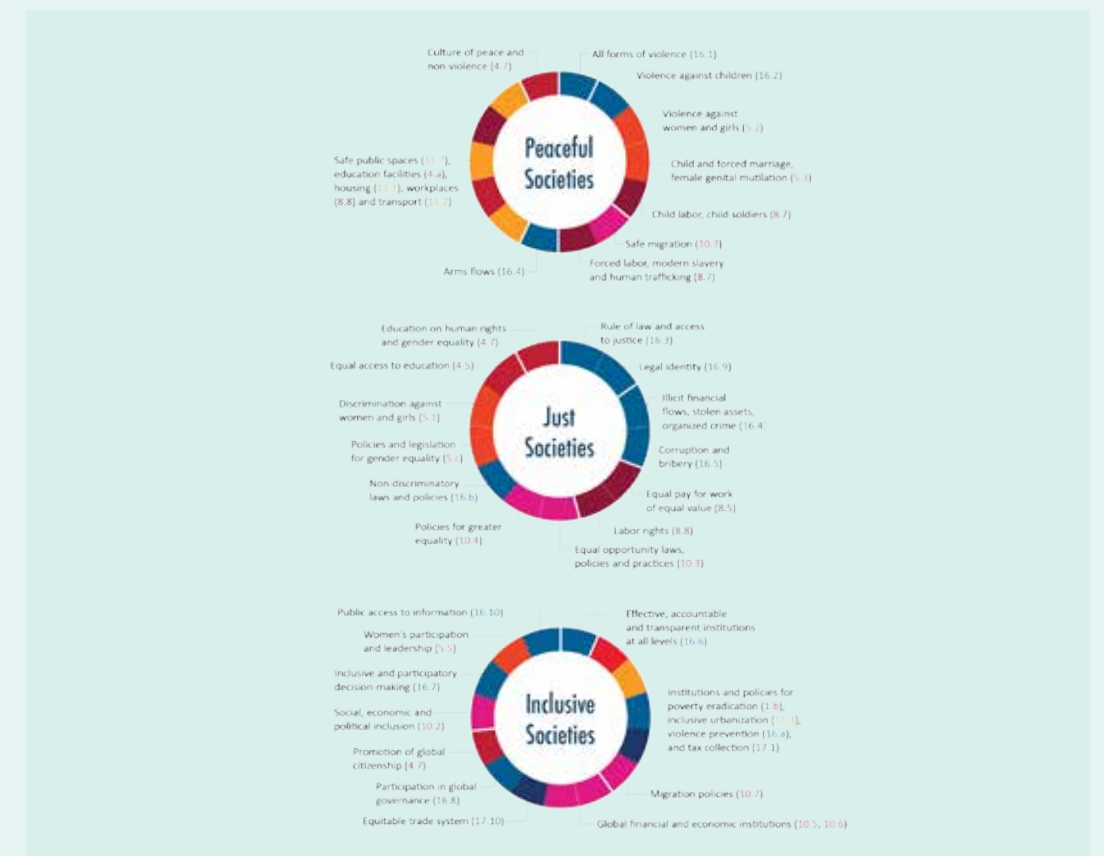 Culture of peace and
non-violence (4.7)
All forms of violence (16.1)
Violence against children (16.2)
Violence against
women and girls (5.2)
Child and forced marriage,
female genital mutilation (5.3)
Child labor, child soldiers (8.7)
Safe migration (10.7)
Forced labor, modern slavery
and human trafficking (8.7)
Arms flows (16.4)
Safe public spaces
education facilities (4.a),
housing (11.1), workplaces
(8.8) and transport (11.2)
Peaceful
Societies
Education on human rights
and gender equality (4.7)
Rule of law and access
to justice (16.3)
Legal identity (16.9)
Illicit financial
flows, stolen assets,
organized crime (16.4
Corruption and
bribery (16.5)
Equal pay for work
of equal value (8.5)
Labor rights (8.8)
Equal opportunity laws,
policies and practices (10.3)
Policies for greater
equality (10.4)
Non-discriminatory
laws and policies (16.b)
Policies and legislation
for gender equality
Discrimination against
women and girls (5.1)
Equal access to education (4.5)
Just
Societies
Public access to information (16.10)
Effective, accountable
and transparent institutions
at all levels (16.6)
Institutions and policies for
poverty eradication (1.b),
inclusive urbanization
violence prevention (16.a),
and tax collection (17.1)
Migration policies (10.7)
Global financial and economic institutions (10.5, 10.6)
Equitable trade system (17.10)
Participation in global
governance (16.8)
Promotion of global
citizenship (4.7)
Social, economic and
political inclusion (10.2)
Inclusive and participatory
decision-making (16.7)
Women's participation
and leadership (5.5)
Inclusive
Societies